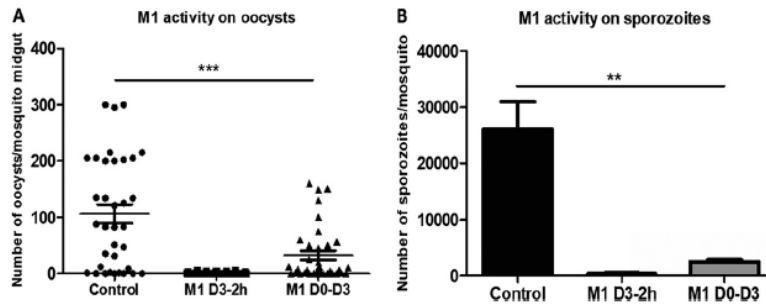 A
M1 activity on oocysts
Number of oocysts/mosquito midgut
400
300
200
100
0
***
Control
M1 D3-2h
M1 D0-D3
B
M1 activity on sporozoites
Number of sporozoites/mosquito
40000
30000
20000
10000
0
**
Control
M1 D3-2h
M1 D0-D3